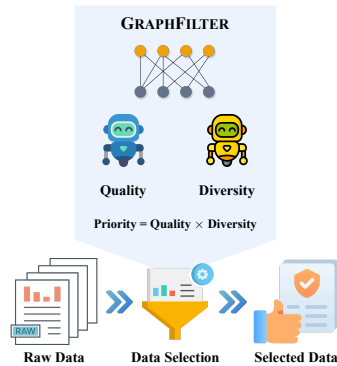 GRAPHFILTER
Quality Diversity
Priority = Quality × Diversity
RAW
Raw Data Data Selection Selected Data